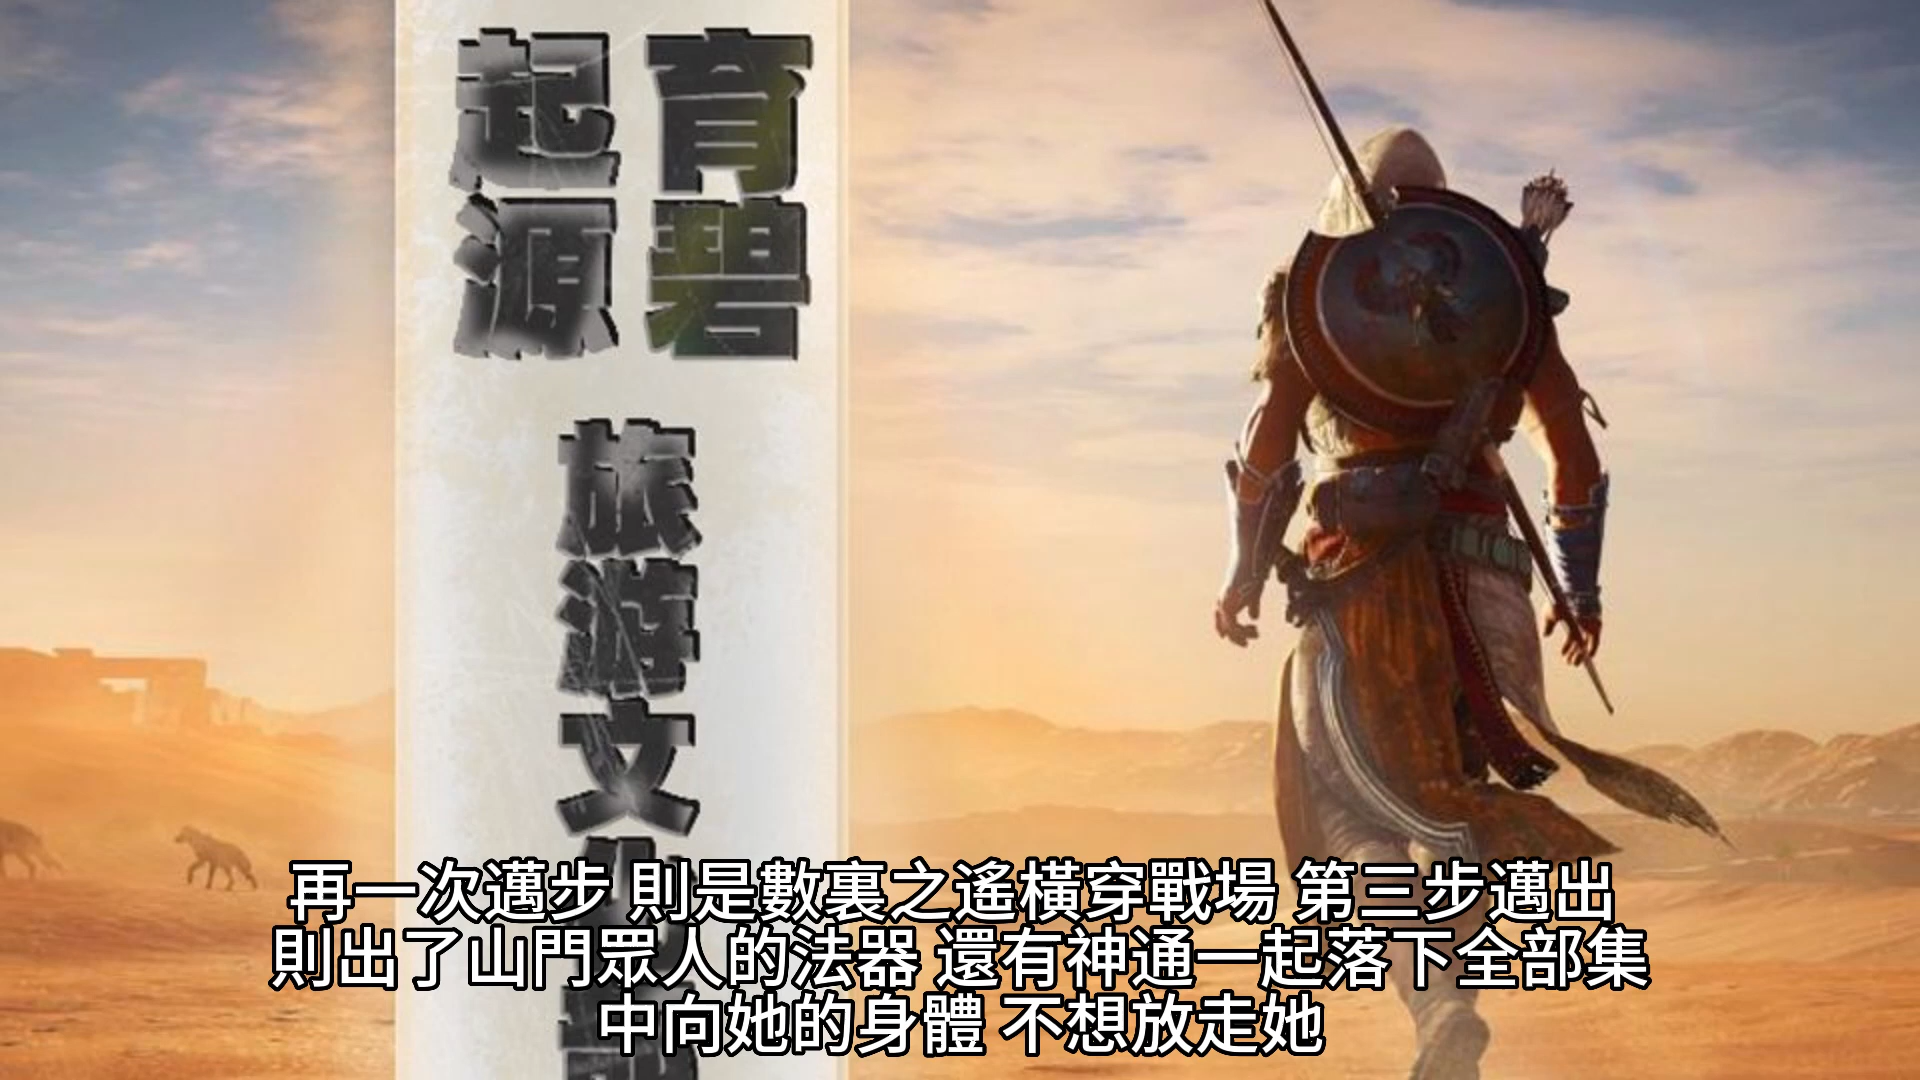 育碧
起源
旅游文化
再一次邁步 則是數裏之遙橫穿戰場 第三步邁出
則出了山門眾人的法器 還有神通一起落下全部集
中向她的身體 不想放走她